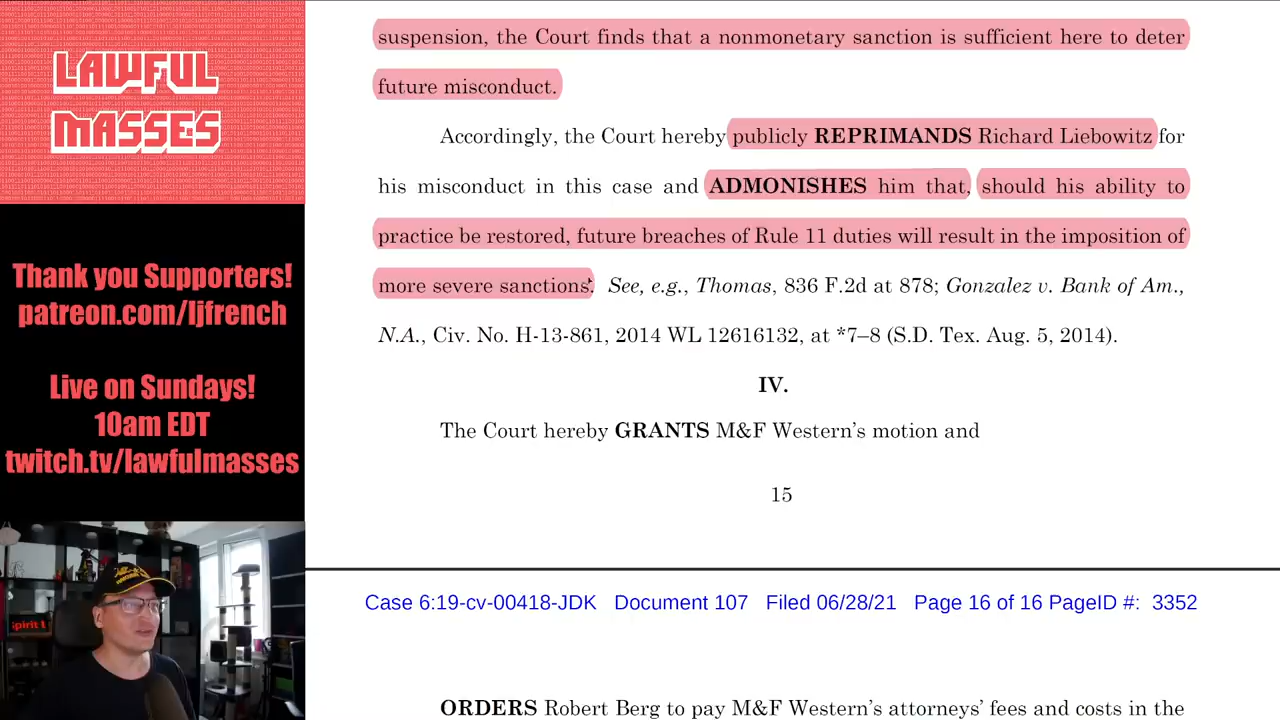 LAWFUL
MASSES
Thank you Supporters!
patreon.com/ljfrench
Live on Sundays!
10am EDT
twitch.tv/lawfulmasses
suspension, the Court finds that a nonmonetary sanction is sufficient here to deter
future misconduct.
Accordingly, the Court hereby publicly REPRIMANDS Richard Liebowitz for
his misconduct in this case and ADMONISHES him that, should his ability to
practice be restored, future breaches of Rule 11 duties will result in the imposition of
more severe sanctions. See, e.g., Thomas, 836 F.2d at 878; Gonzalez v. Bank of Am.,
N.A., Civ. No. H-13-861, 2014 WL 12616132, at *7–8 (S.D. Tex. Aug. 5, 2014).
IV.
The Court hereby GRANTS M&F Western’s motion and
15
Case 6:19-cv-00418-JDK Document 107 Filed 06/28/21 Page 16 of 16 PageID #: 3352
ORDERS Robert Berg to pay M&F Western’s attorneys’ fees and costs in the